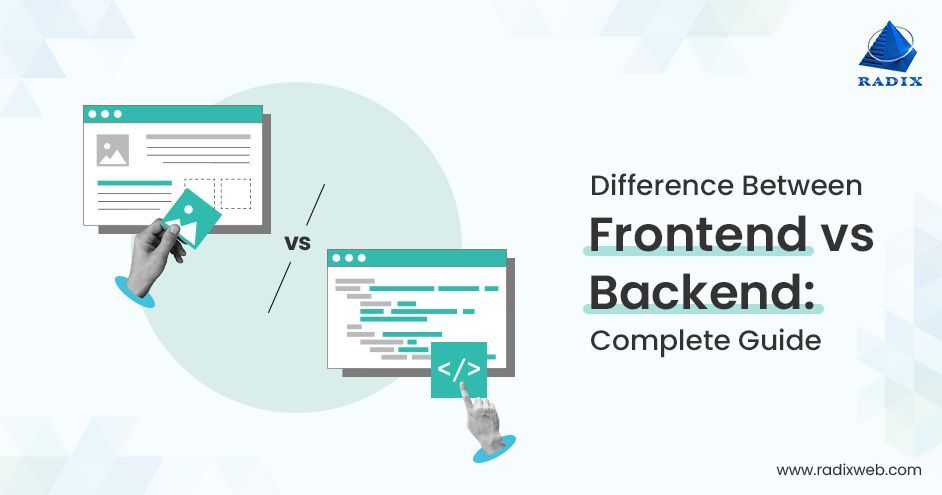 RADIX
Difference Between
Frontend vs
Backend:
Complete Guide
vs
</>
www.radixweb.com